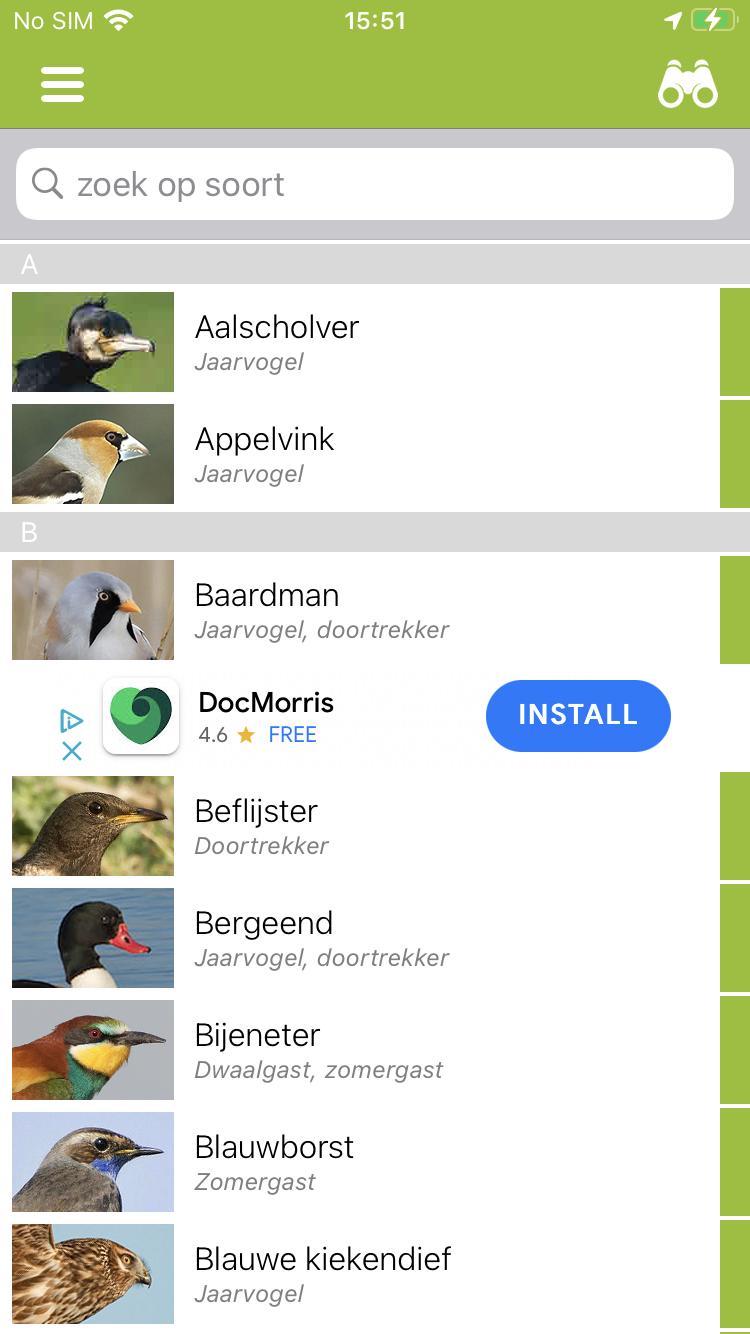 No SIM 15:51
zoek op soort
A
Aalscholver
Jaarvogel
Appelvink
Jaarvogel
B
Baardman
Jaarvogel, doortrekker
DocMorris
4.6 ★ FREE
INSTALL
Beflijster
Doortrekker
Bergeend
Jaarvogel, doortrekker
Bijeneter
Dwaalgast, zomergast
Blauwborst
Zomergast
Blauwe kiekendief
Jaarvogel